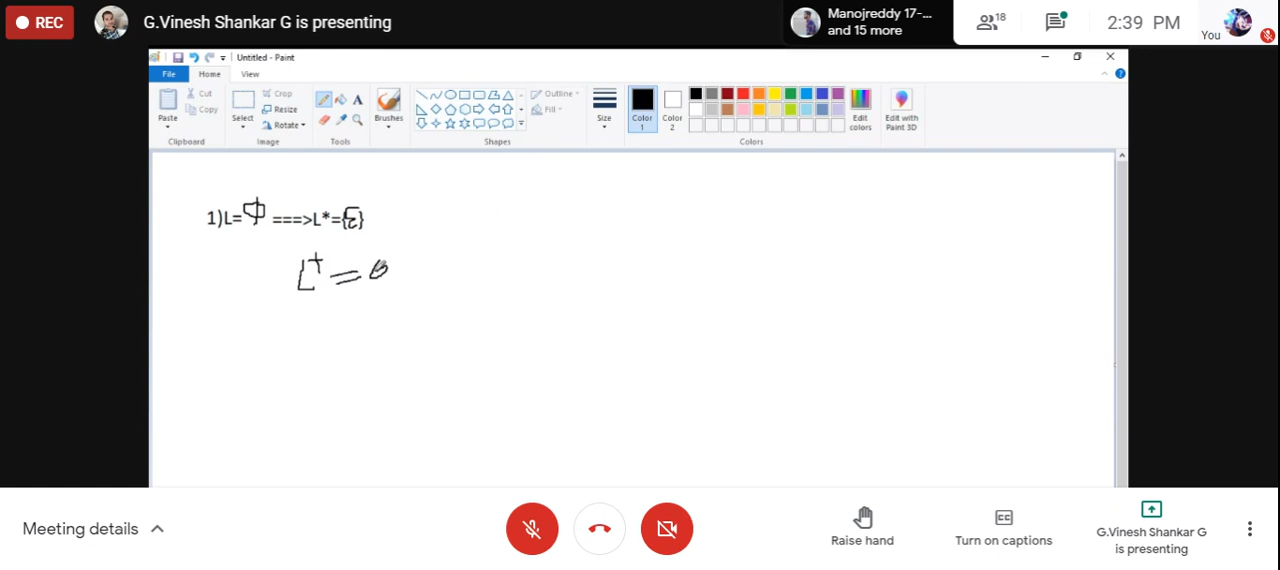 REC
G.Vinesh Shankar G is presenting
Manojreddy 17-...
and 15 more
18
2:39 PM
You
Untitled - Paint
File Home View
Paste
Cut
Copy
Clipboard
Select
Crop
Resize
Rotate
Image
A
Tools
Brushes
Shapes
Outline
Fill
Size
Color
1
Color
2
Edit
colors
Colors
Edit with
Paint 3D
1)L=ф ===>L*={ε}
L⁺ =
Meeting details
CC
Raise hand
Turn on captions
G.Vinesh Shankar G
is presenting